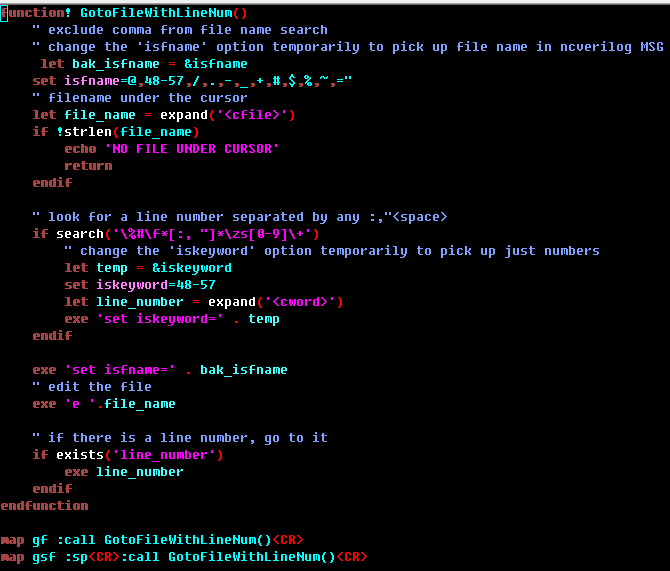 function! GotoFileWithLineNum()
    " exclude comma from file name search
    " change the 'isfname' option temporarily to pick up file name in ncverilog MSG
     let bak_isfname = &isfname
    set isfname=@,48-57,/,.,-,_,+,#,$,%,~,="
    " filename under the cursor
    let file_name = expand('<cfile>')
    if !strlen(file_name)
        echo 'NO FILE UNDER CURSOR'
        return
    endif

    " look for a line number separated by any :,"<space>
    if search('\%#\f*[:, "]*\zs[0-9]\+')
        " change the 'iskeyword' option temporarily to pick up just numbers
        let temp = &iskeyword
        set iskeyword=48-57
        let line_number = expand('<cword>')
        exe 'set iskeyword=' . temp
    endif

    exe 'set isfname=' . bak_isfname
    " edit the file
    exe 'e '.file_name

    " if there is a line number, go to it
    if exists('line_number')
        exe line_number
    endif
endfunction

map gf :call GotoFileWithLineNum()<CR>
map gsf :sp<CR>:call GotoFileWithLineNum()<CR>